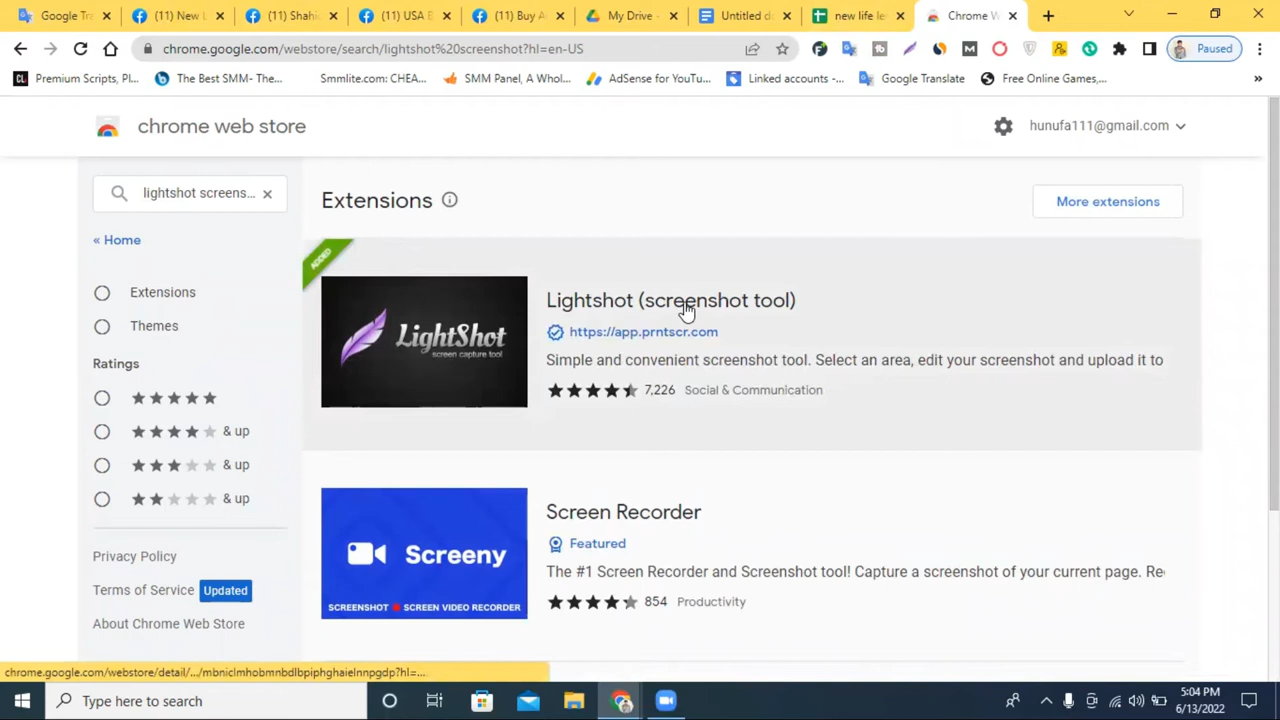 Google Tra
(11) New L
(11) Shahi
(11) USA E
(11) Buy A
My Drive -
Untitled d
new life le
Chrome W
chrome.google.com/webstore/search/lightshot%20screenshot?hl=en-US
Paused
Premium Scripts, Pl...
The Best SMM- The...
Smmlite.com: CHEA...
SMM Panel, A Whol...
AdSense for YouTu...
Linked accounts -...
Google Translate
Free Online Games,...
chrome web store
hunufa111@gmail.com
lightshot screens...
Extensions
More extensions
« Home
ADDED
Extensions
Themes
Ratings
& up
& up
& up
Privacy Policy
Terms of Service Updated
About Chrome Web Store
LightShot
screen capture tool
Lightshot (screenshot tool)
https://app.prntscr.com
Simple and convenient screenshot tool. Select an area, edit your screenshot and upload it to
7,226 Social & Communication
Screeny
SCREENSHOT SCREEN VIDEO RECORDER
Screen Recorder
Featured
The #1 Screen Recorder and Screenshot tool! Capture a screenshot of your current page. Re
854 Productivity
chrome.google.com/webstore/detail/.../mbniclmhobmnbdlbpiphghaielnnpgdp?hl=...
Type here to search
5:04 PM
6/13/2022